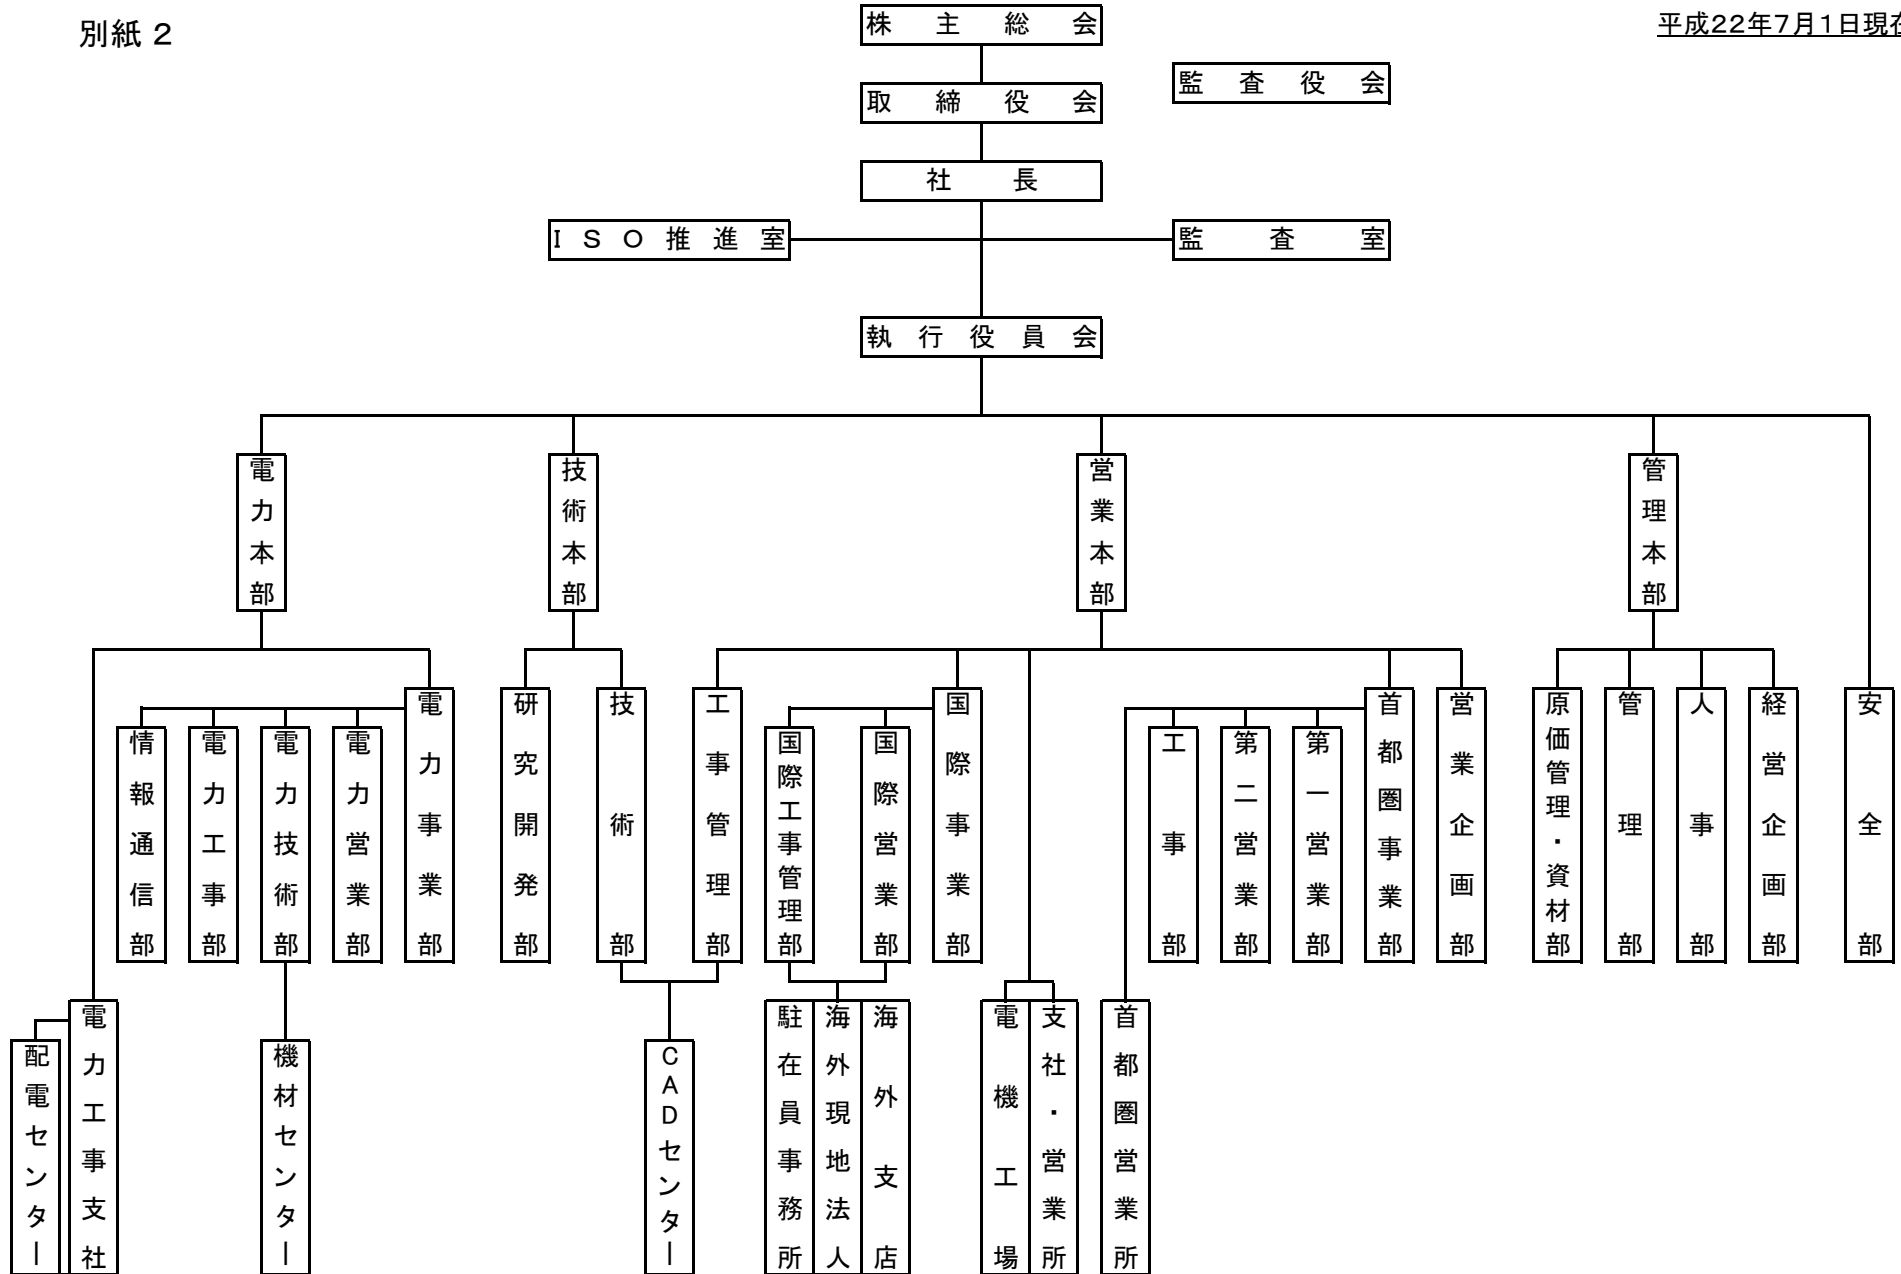 別紙 2
平成22年7月1日現在
株主総会
監査役会
取締役会
社長
ISO推進室
監査室
執行役員会
電力本部
技術本部
営業本部
管理本部
情報通信部
電力工事部
電力技術部
電力営業部
電力事業部
研究開発部
技術部
工事管理部
国際工事管理部
国際営業部
国際事業部
工事部
第二営業部
第一営業部
首都圏事業部
営業企画部
原価管理・資材部
管理部
人事部
経営企画部
安全部
配電センター
電力工事支社
機材センター
CADセンター
駐在員事務所
海外現地法人
海外支店
電機工場
支社・営業所
首都圏営業所